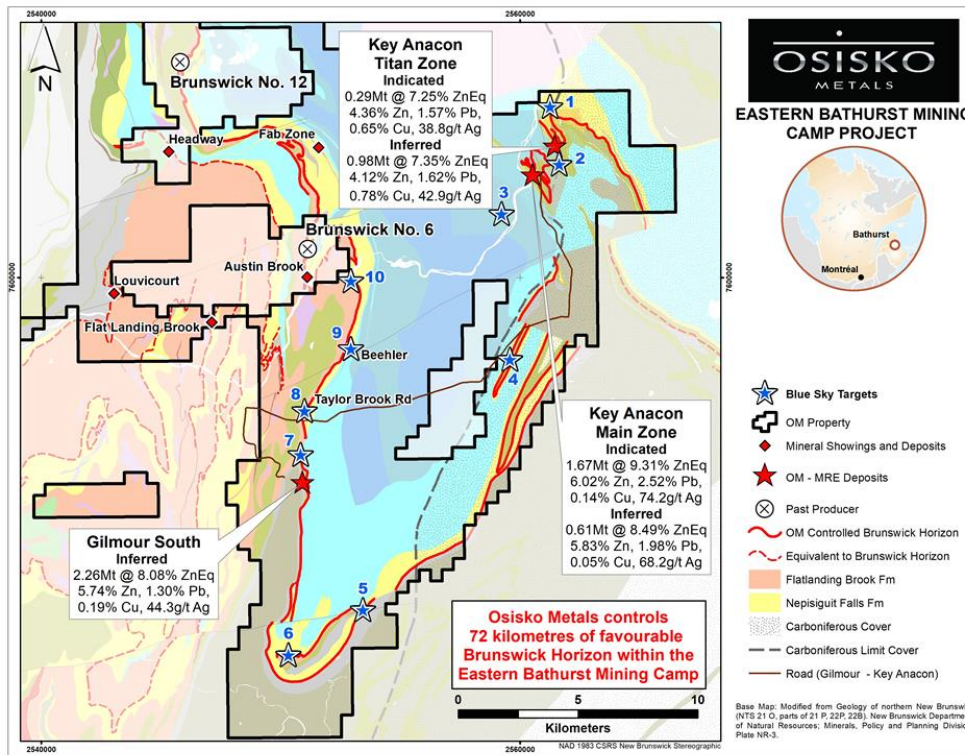 2540000
2560000
N
Brunswick No. 12
Headway
Fab Zone
Brunswick No. 6
Austin Brook
Louvicourt
Flat Landing Brook
Beehler
Taylor Brook Rd
Key Anacon
Titan Zone
Indicated
0.29Mt @ 7.25% ZnEq
4.36% Zn, 1.57% Pb,
0.65% Cu, 38.8g/t Ag
Inferred
0.98Mt @ 7.35% ZnEq
4.12% Zn, 1.62% Pb,
0.78% Cu, 42.9g/t Ag
1
2
3
10
9
4
8
7
5
6
7600000
7600000
Key Anacon
Main Zone
Indicated
1.67Mt @ 9.31% ZnEq
6.02% Zn, 2.52% Pb,
0.14% Cu, 74.2g/t Ag
Inferred
0.61Mt @ 8.49% ZnEq
5.83% Zn, 1.98% Pb,
0.05% Cu, 68.2g/t Ag
Gilmour South
Inferred
2.26Mt @ 8.08% ZnEq
5.74% Zn, 1.30% Pb,
0.19% Cu, 44.3g/t Ag
Osisko Metals controls
72 kilometres of favourable
Brunswick Horizon within the
Eastern Bathurst Mining Camp
0 5 10
Kilometers
NAD 1983 CSRS New Brunswick Stereographic
2540000
2560000
OSISKO
METALS
EASTERN BATHURST MINING
CAMP PROJECT
Bathurst
Montréal
Blue Sky Targets
OM Property
Mineral Showings and Deposits
OM - MRE Deposits
Past Producer
OM Controlled Brunswick Horizon
Equivalent to Brunswick Horizon
Flatlanding Brook Fm
Nepisiguit Falls Fm
Carboniferous Cover
Carboniferous Limit Cover
Road (Gilmour - Key Anacon)
Base Map: Modified from Geology of northern New Brunswi
(NTS 21 O, parts of 21 P, 22P, 22B). New Brunswick Departme
of Natural Resources; Minerals, Policy and Planning Divisio
Plate NR-3.